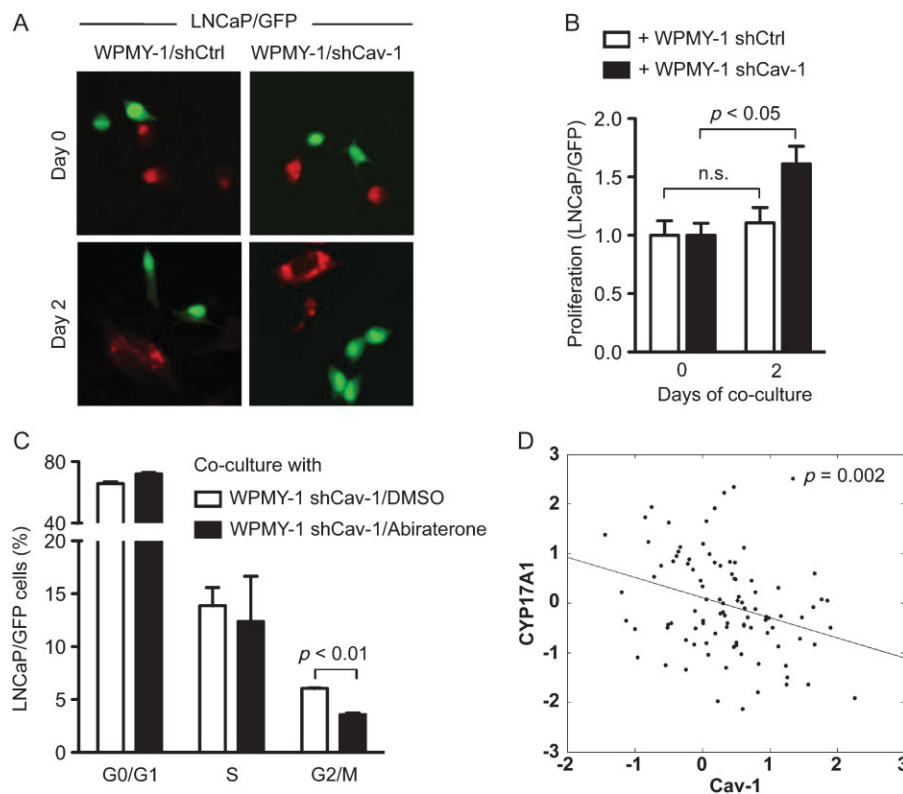 A
LNCaP/GFP
WPMY-1/shCtrl WPMY-1/shCav-1
Day 0
Day 2
B
+ WPMY-1 shCtrl
+ WPMY-1 shCav-1
p < 0.05
n.s.
Proliferation (LNCaP/GFP)
2.0
1.5
1.0
0.5
0.0
0 2
Days of co-culture
C
Co-culture with
WPMY-1 shCav-1/DMSO
WPMY-1 shCav-1/Abiraterone
LNCaP/GFP cells (%)
80
40
20
15
10
5
0
p < 0.01
G0/G1 S G2/M
D
p = 0.002
CYP17A1
3
2
1
0
-1
-2
-3
-2 -1 0 1 2 3
Cav-1